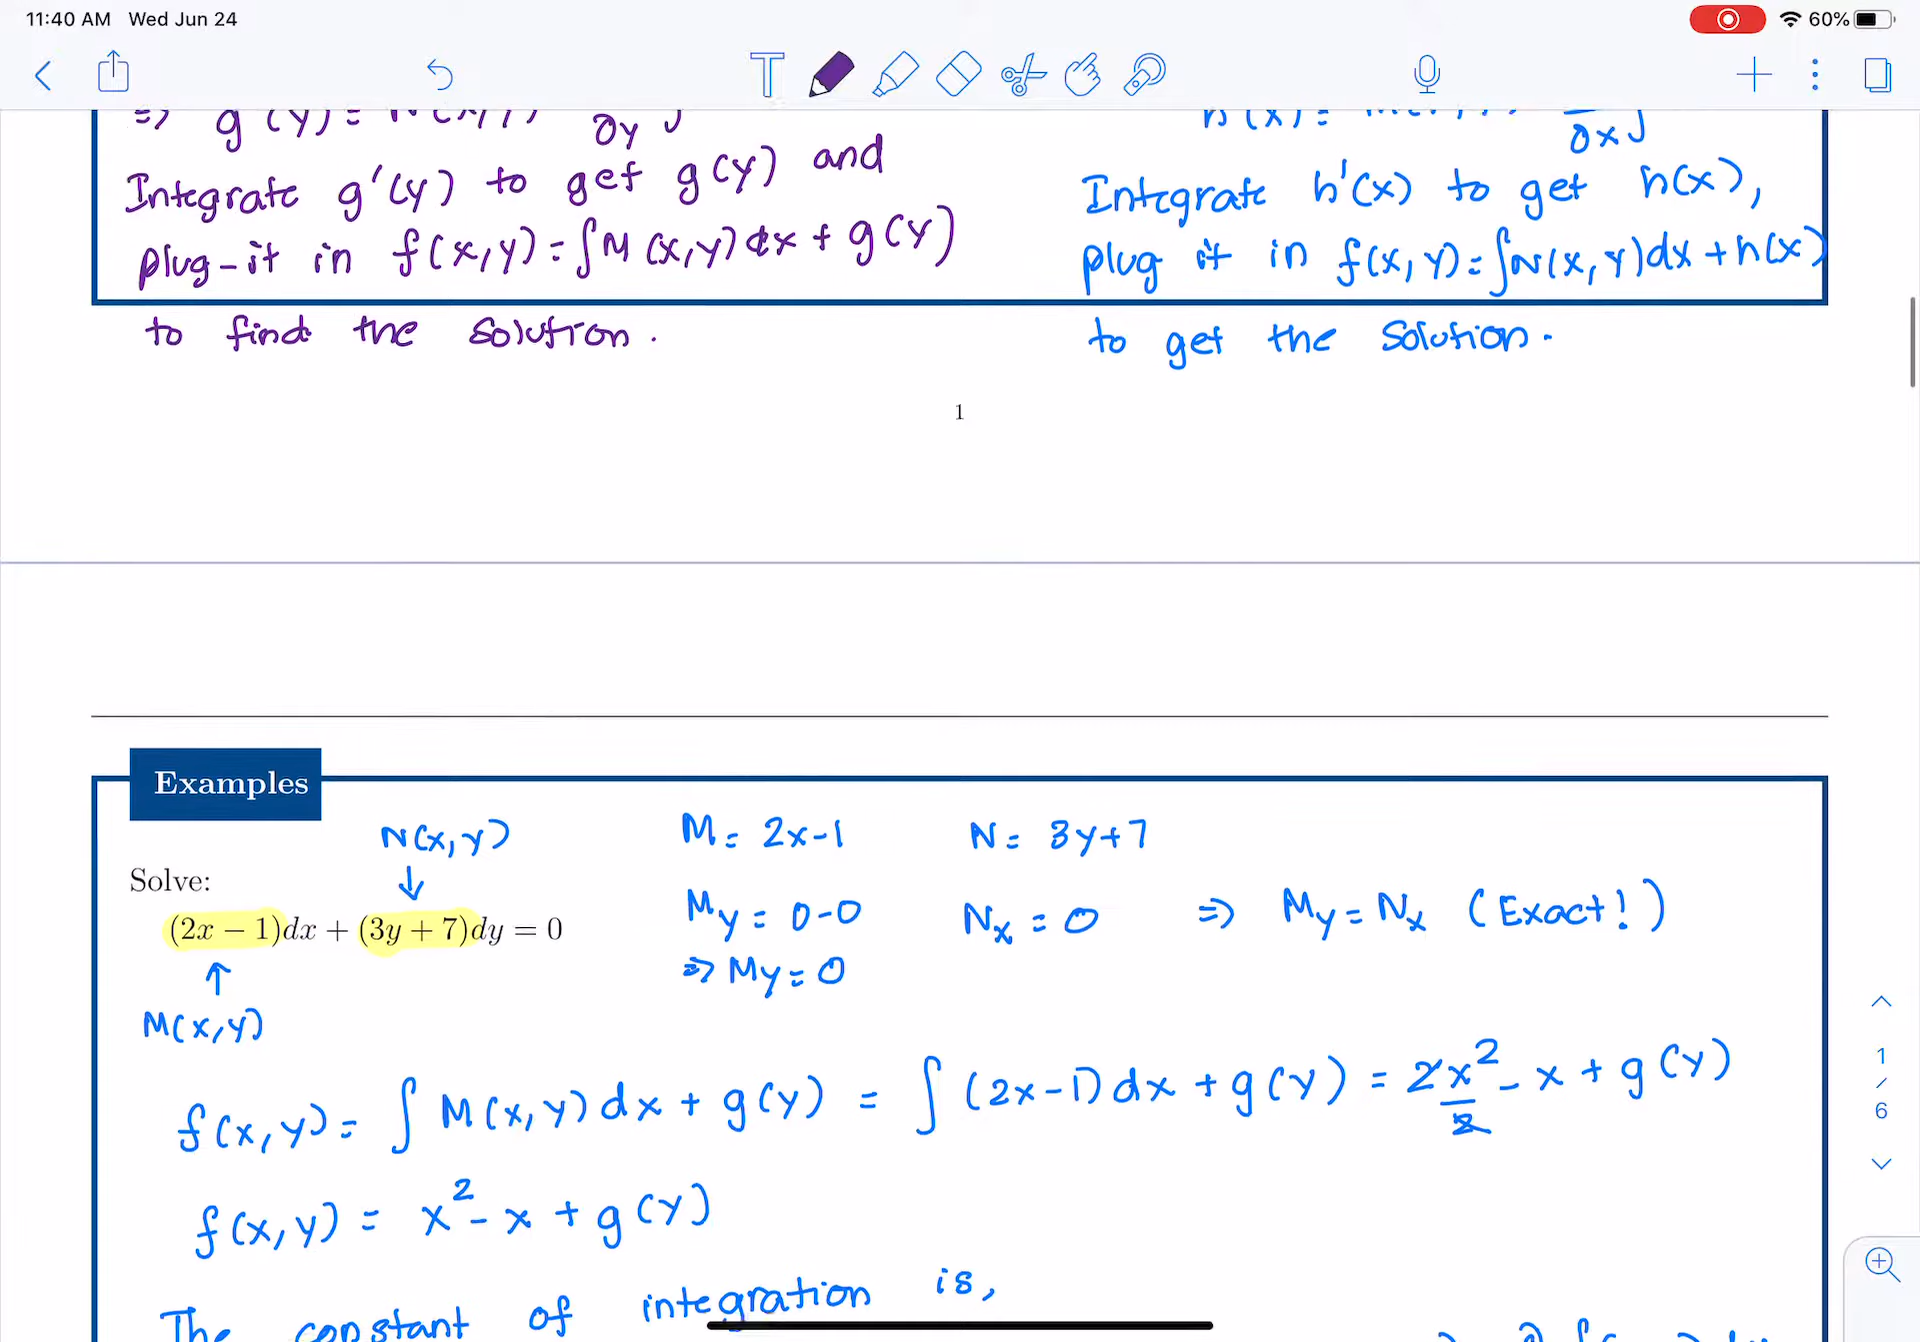 11:40 AM Wed Jun 24
60%
T
=> g'(y) =
∂y
Integrate g'(y) to get g(y) and
plug-it in f(x,y) = ∫M(x,y)dx + g(y)
to find the solution.
h'(x) =
∂x
Integrate h'(x) to get h(x),
plug it in f(x,y) = ∫N(x,y)dx + h(x)
to get the solution.
1
Examples
N(x,y)
↓
Solve:
(2x − 1)dx + (3y + 7)dy = 0
↑
M(x,y)
M = 2x-1 N = 3y+7
My = 0-0 Nx = 0 => My = Nx (Exact!)
=> My = 0
f(x,y) = ∫ M(x,y) dx + g(y) = ∫ (2x-1) dx + g(y) = 2x²/2 - x + g(y)
f(x,y) = x² - x + g(y)
The constant of integration is,
1
/
6